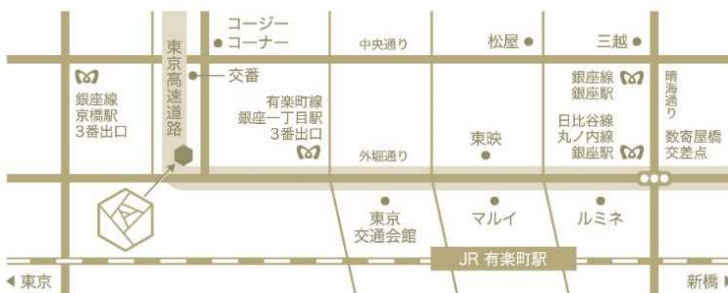 コージー
コーナー
中央通り
松屋
三越
東京高速道路
交番
銀座線
京橋駅
3番出口
有楽町線
銀座一丁目駅
3番出口
銀座線
銀座駅
晴海通り
日比谷線
丸ノ内線
銀座駅
数寄屋橋
交差点
東映
外堀通り
東京
交通会館
マルイ
ルミネ
JR 有楽町駅
東京
新橋